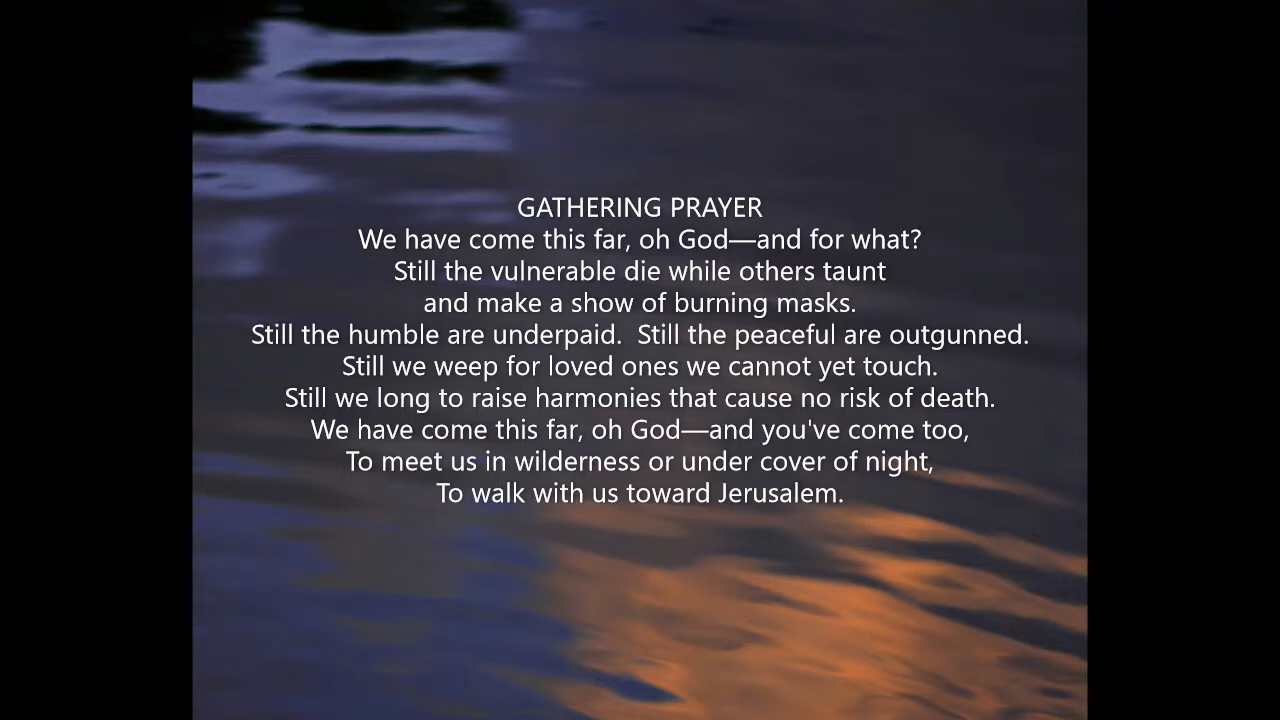 GATHERING PRAYER
We have come this far, oh God—and for what?
Still the vulnerable die while others taunt
and make a show of burning masks.
Still the humble are underpaid.  Still the peaceful are outgunned.
Still we weep for loved ones we cannot yet touch.
Still we long to raise harmonies that cause no risk of death.
We have come this far, oh God—and you've come too,
To meet us in wilderness or under cover of night,
To walk with us toward Jerusalem.